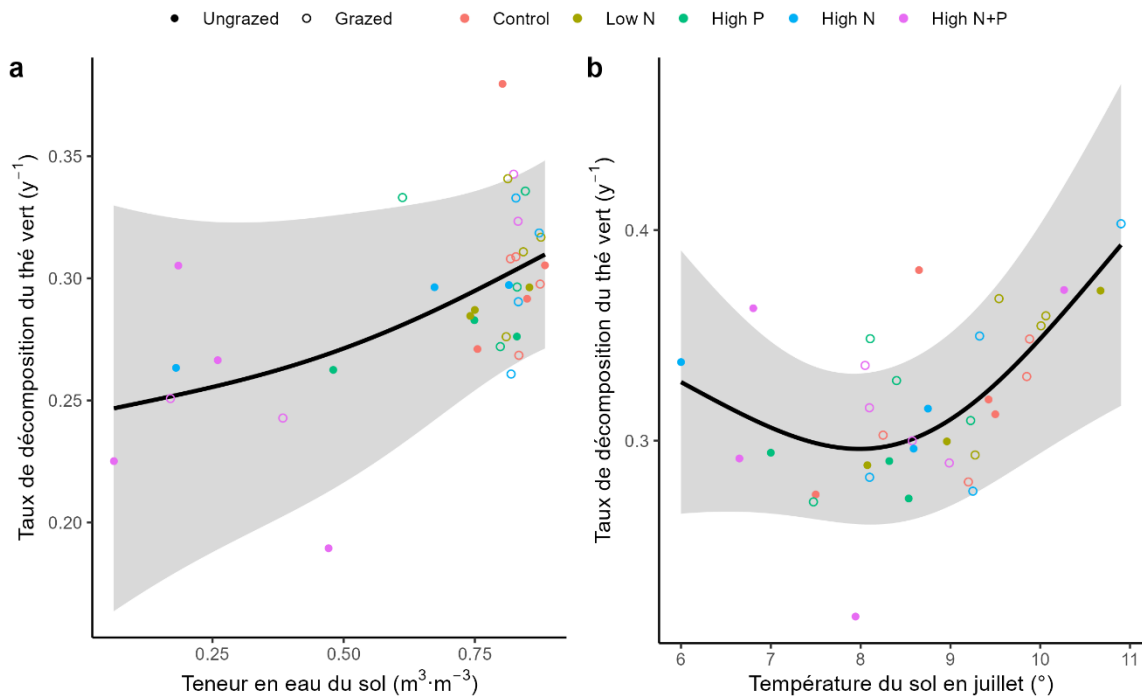 Ungrazed Grazed Control Low N High P High N High N+P
a
Taux de décomposition du thé vert (y⁻¹)
0.35
0.30
0.25
0.20
0.25 0.50 0.75
Teneur en eau du sol (m³·m⁻³)
b
Taux de décomposition du thé vert (y⁻¹)
0.4
0.3
6 7 8 9 10 11
Température du sol en juillet (°)